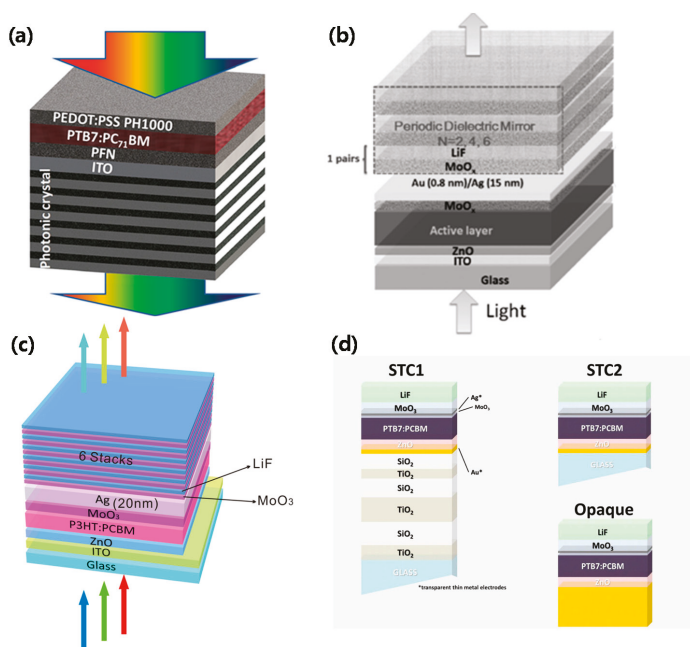 (a)
PEDOT:PSS PH1000
PTB7:PC₇₁BM
PFN
ITO
Photonic crystal
(b)
Periodic Dielectric Mirror
N=2, 4, 6
1 pairs
LiF
MoOₓ
Au (0.8 nm)/Ag (15 nm)
MoOₓ
Active layer
ZnO
ITO
Glass
Light
(c)
6 Stacks
LiF
Ag (20nm)
MoO₃
MoO₃
P3HT:PCBM
ZnO
ITO
Glass
(d)
STC1
LiF
MoO₃
Ag*
MoO₃
PTB7:PCBM
ZnO
Au*
SiO₂
TiO₂
SiO₂
TiO₂
SiO₂
TiO₂
GLASS
*transparent thin metal electrodes
STC2
LiF
MoO₃
PTB7:PCBM
ZnO
GLASS
Opaque
LiF
MoO₃
PTB7:PCBM
ZnO